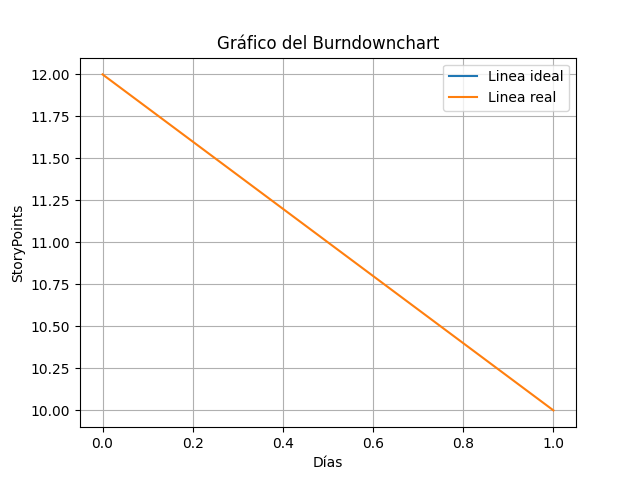 Gráfico del Burndownchart
Linea ideal
Linea real
12.00
11.75
11.50
11.25
11.00
10.75
10.50
10.25
10.00
StoryPoints
0.0 0.2 0.4 0.6 0.8 1.0
Días